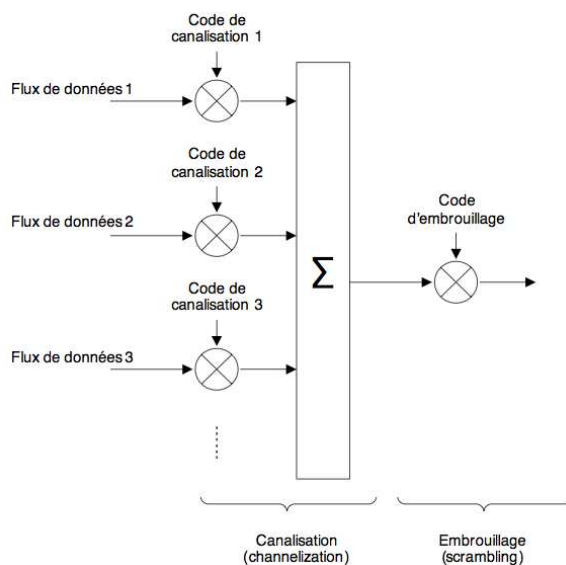 Code de
canalisation 1
Flux de données 1
Code de
canalisation 2
Flux de données 2
Code
d'embrouillage
Σ
Code de
canalisation 3
Flux de données 3
Canalisation
(channelization)
Embrouillage
(scrambling)